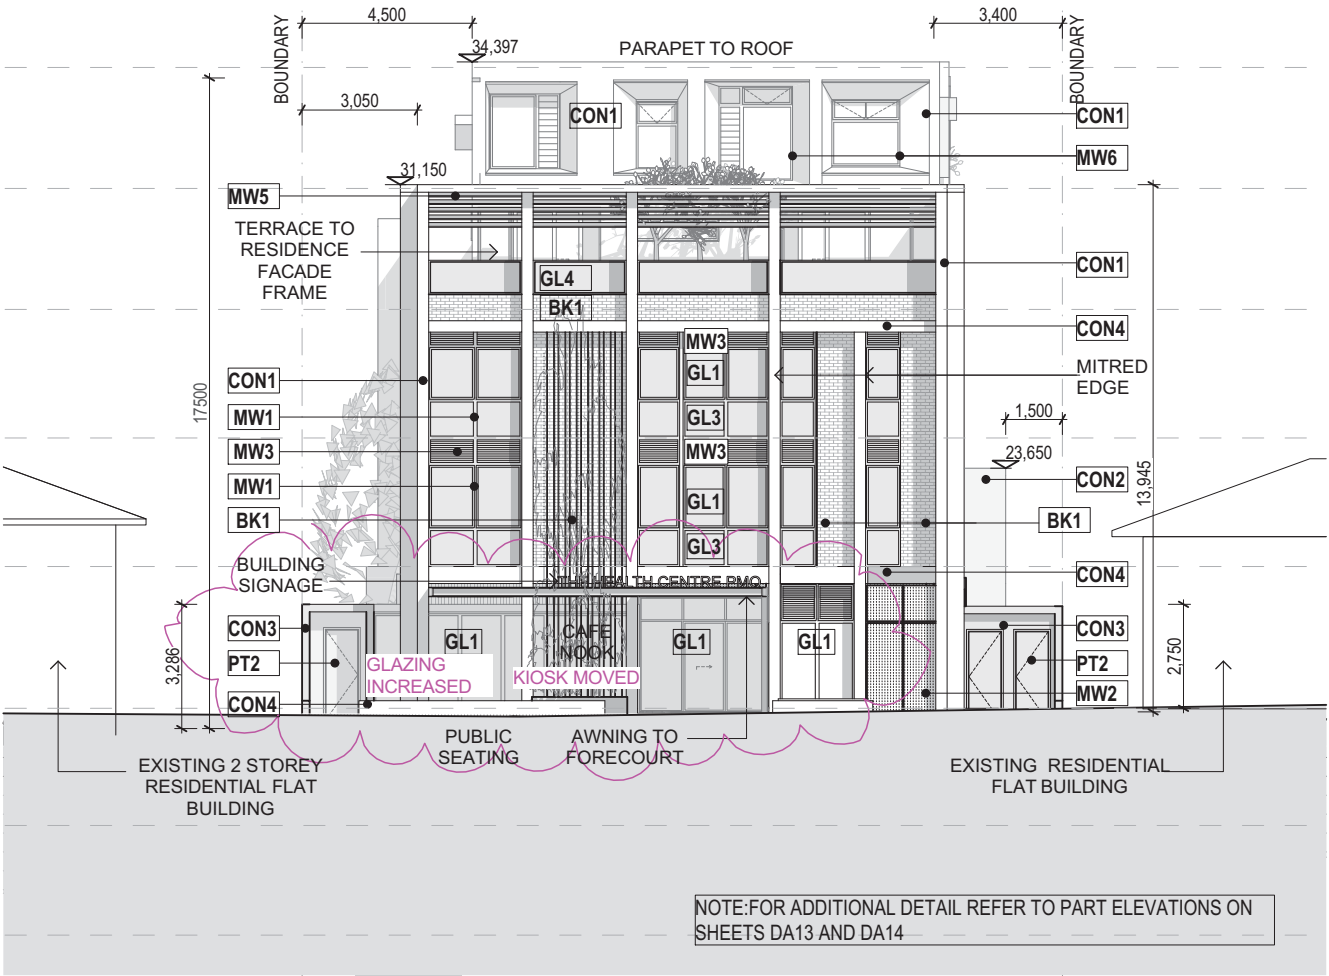 4,500
3,400
BOUNDARY
BOUNDARY
34,397
PARAPET TO ROOF
3,050
CON1
CON1
MW6
31,150
MW5
TERRACE TO
RESIDENCE
FACADE
FRAME
GL4
BK1
CON1
CON4
MW3
GL1
MITRED
EDGE
CON1
17500
MW1
GL3
1,500
MW3
MW3
23,650
MW1
GL1
CON2
13,945
BK1
BK1
GL3
BUILDING
SIGNAGE
THE HEALTH CENTRE PMQ
CON4
CON3
GL1
CAFE
NOOK
GL1
GL1
CON3
3,286
PT2
GLAZING
INCREASED
KIOSK MOVED
PT2
2,750
CON4
MW2
PUBLIC
SEATING
AWNING TO
FORECOURT
EXISTING 2 STOREY
RESIDENTIAL FLAT
BUILDING
EXISTING RESIDENTIAL
FLAT BUILDING
NOTE:FOR ADDITIONAL DETAIL REFER TO PART ELEVATIONS ON
SHEETS DA13 AND DA14